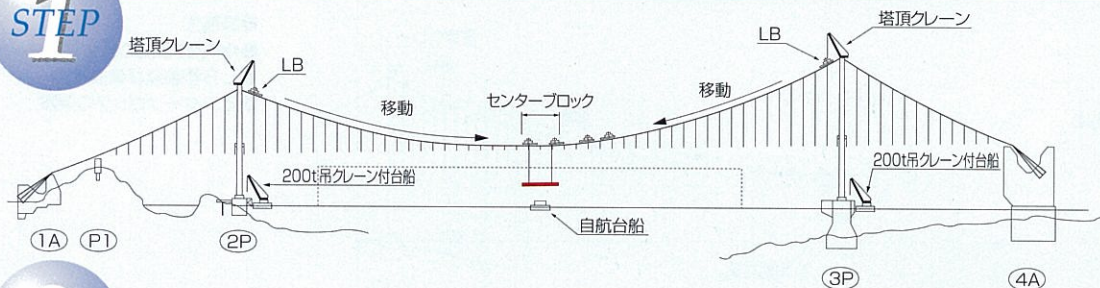 STEP
1
塔頂クレーン
LB
移動
センターブロック
移動
LB
塔頂クレーン
200t吊クレーン付台船
200t吊クレーン付台船
自航台船
1A
P1
2P
3P
4A